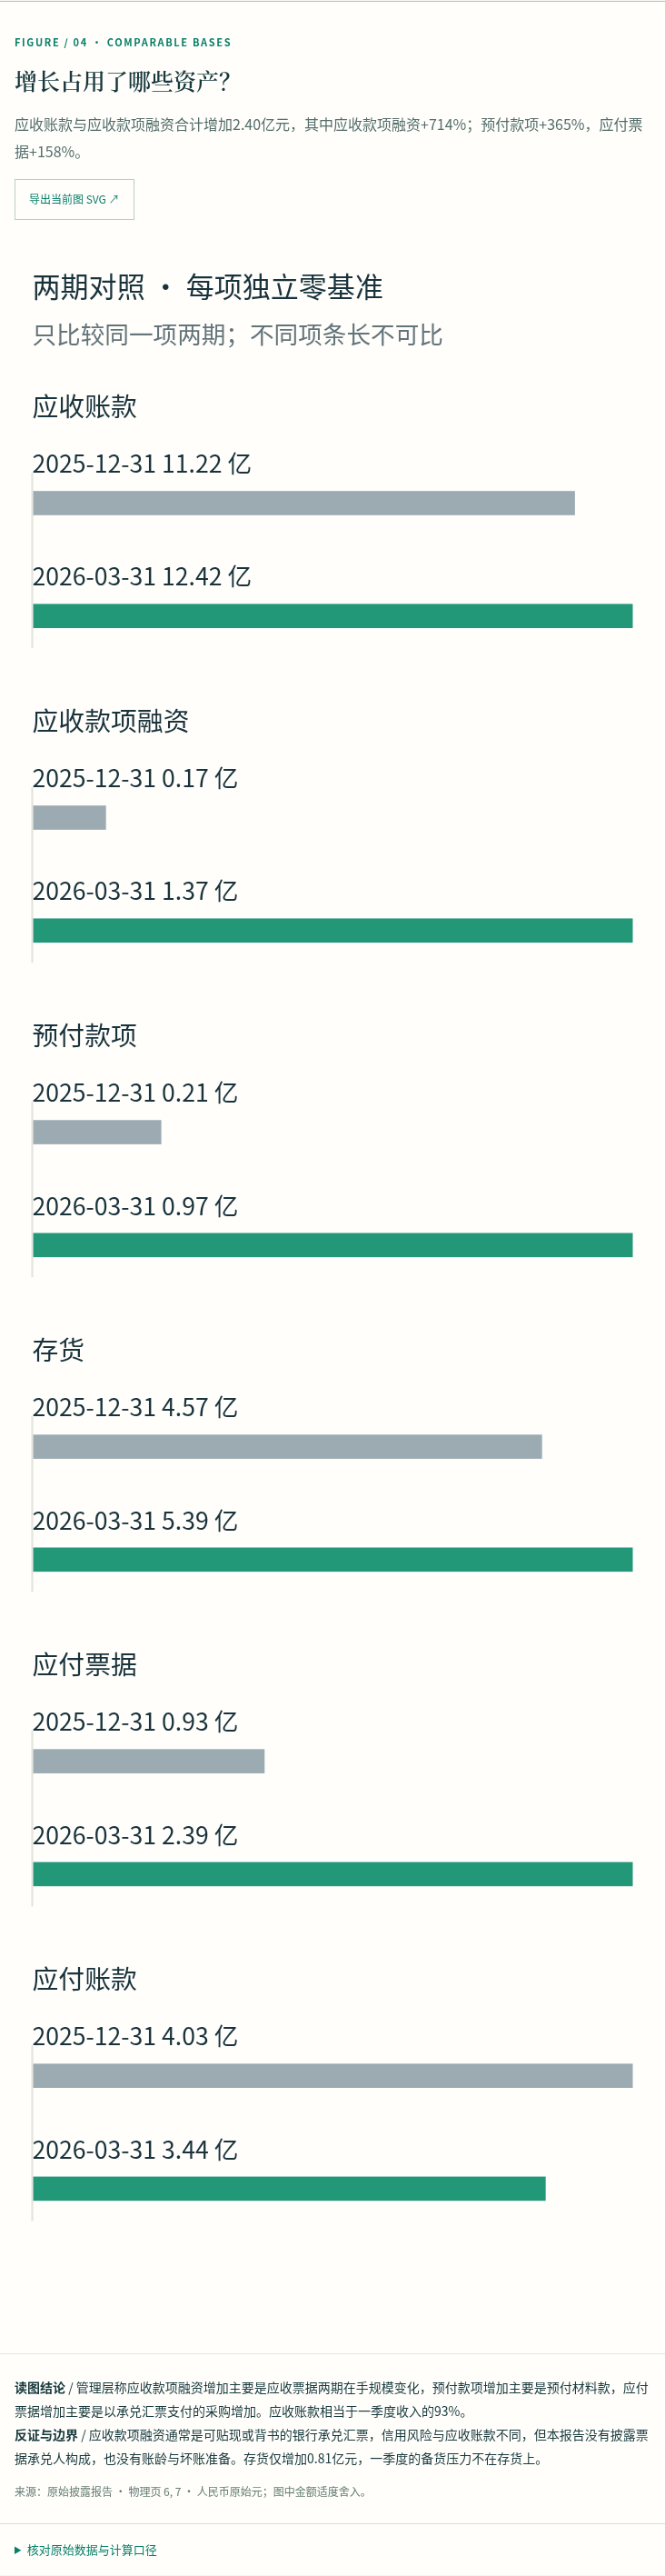 FIGURE / 04 · COMPARABLE BASES
增长占用了哪些资产？
应收账款与应收款项融资合计增加2.40亿元，其中应收款项融资+714%；预付款项+365%，应付票
据+158%。
导出当前图 SVG ↗
两期对照 · 每项独立零基准
只比较同一项两期；不同项条长不可比
应收账款
2025-12-31 11.22 亿
2026-03-31 12.42 亿
应收款项融资
2025-12-31 0.17 亿
2026-03-31 1.37 亿
预付款项
2025-12-31 0.21 亿
2026-03-31 0.97 亿
存货
2025-12-31 4.57 亿
2026-03-31 5.39 亿
应付票据
2025-12-31 0.93 亿
2026-03-31 2.39 亿
应付账款
2025-12-31 4.03 亿
2026-03-31 3.44 亿
读图结论 / 管理层称应收款项融资增加主要是应收票据两期在手规模变化，预付款项增加主要是预付材料款，应付
票据增加主要是以承兑汇票支付的采购增加。应收账款相当于一季度收入的93%。
反证与边界 / 应收款项融资通常是可贴现或背书的银行承兑汇票，信用风险与应收账款不同，但本报告没有披露票
据承兑人构成，也没有账龄与坏账准备。存货仅增加0.81亿元，一季度的备货压力不在存货上。
来源：原始披露报告 · 物理页 6, 7 · 人民币原始元；图中金额适度舍入。
▶ 核对原始数据与计算口径